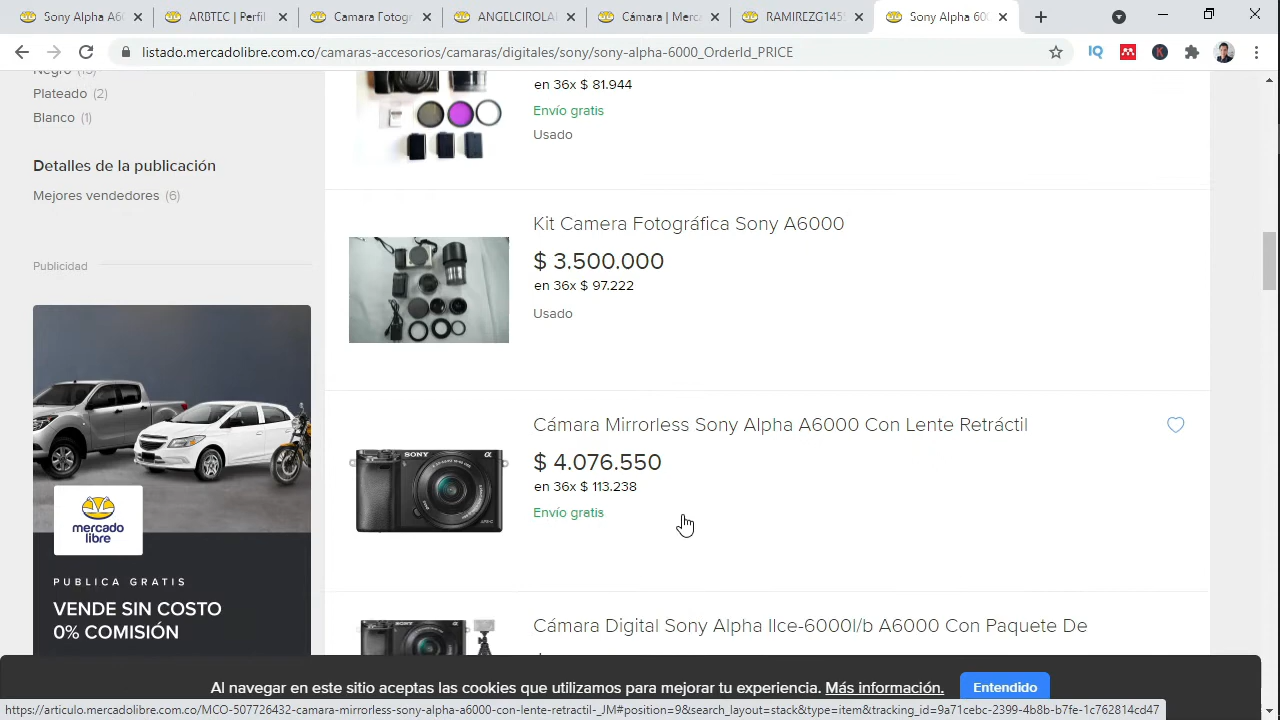 Sony Alpha A6
ARBTEC | Perfil
Camara Fotogr
ANGELCIROLA
Cámara | Merc
RAMIREZG145
Sony Alpha 60
listado.mercadolibre.com.co/camaras-accesorios/camaras/digitales/sony/sony-alpha-6000_OrderId_PRICE
Negro (13)
Plateado (2)
Blanco (1)
Detalles de la publicación
Mejores vendedores (6)
Publicidad
mercado
libre
PUBLICA GRATIS
VENDE SIN COSTO
0% COMISIÓN
en 36x $ 81.944
Envío gratis
Usado
Kit Camera Fotográfica Sony A6000
$ 3.500.000
en 36x $ 97.222
Usado
Cámara Mirrorless Sony Alpha A6000 Con Lente Retráctil
$ 4.076.550
en 36x $ 113.238
Envío gratis
SONY
Cámara Digital Sony Alpha Ilce-6000l/b A6000 Con Paquete De
Al navegar en este sitio aceptas las cookies que utilizamos para mejorar tu experiencia. Más información.
Entendido
https://articulo.mercadolibre.com.co/MCO-507726432-camara-mirrorless-sony-alpha-a6000-con-lente-retractil-_JM#position=9&search_layout=stack&type=item&tracking_id=9a71cebc-2399-4b8b-b7fe-1c762814cd47